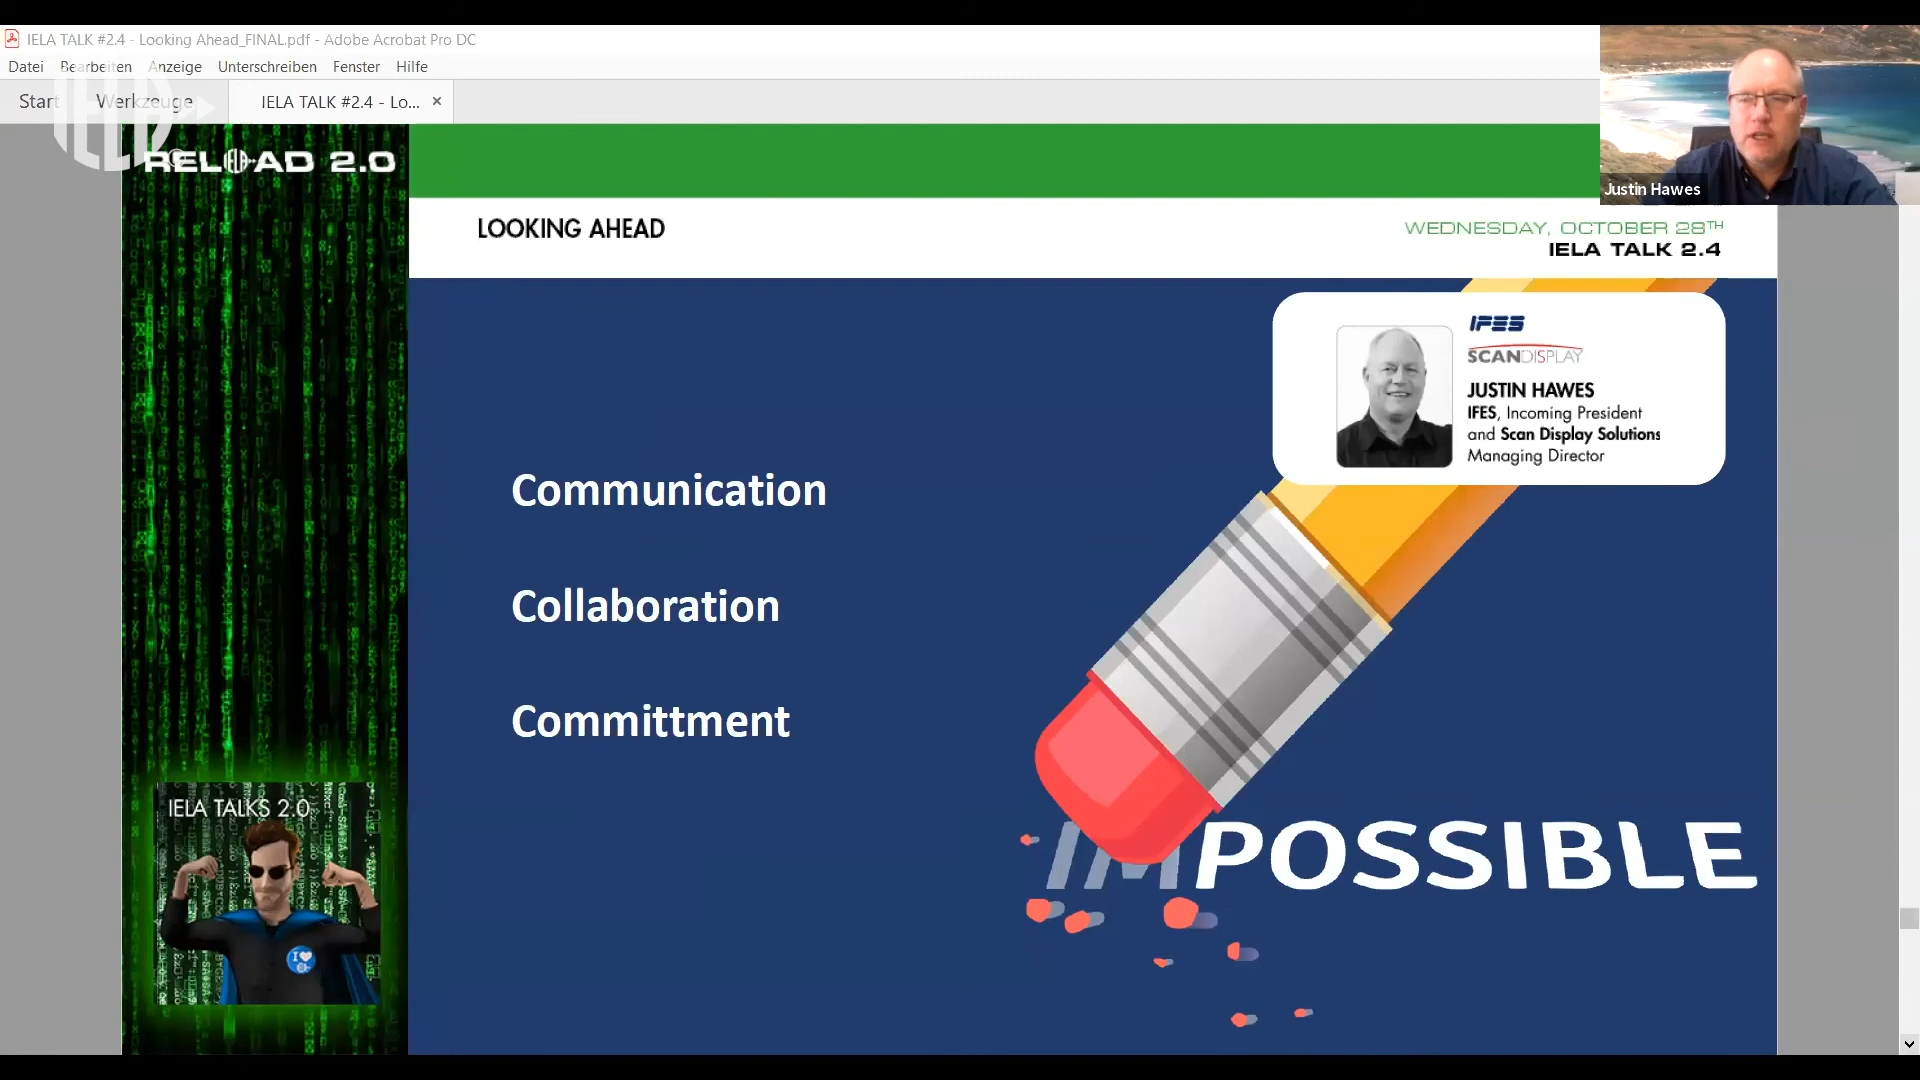 IELA TALK #2.4 - Looking Ahead_FINAL.pdf - Adobe Acrobat Pro DC
Datei Bearbeiten Anzeige Unterschreiben Fenster Hilfe
Start Werkzeuge IELA TALK #2.4 - Lo... ×
IELA
RELOAD 2.0
Justin Hawes
LOOKING AHEAD
WEDNESDAY, OCTOBER 28TH
IELA TALK 2.4
IFES
SCANDISPLAY
JUSTIN HAWES
IFES, Incoming President
and Scan Display Solutions
Managing Director
Communication
Collaboration
Committment
IMPOSSIBLE
IELA TALKS 2.0
I